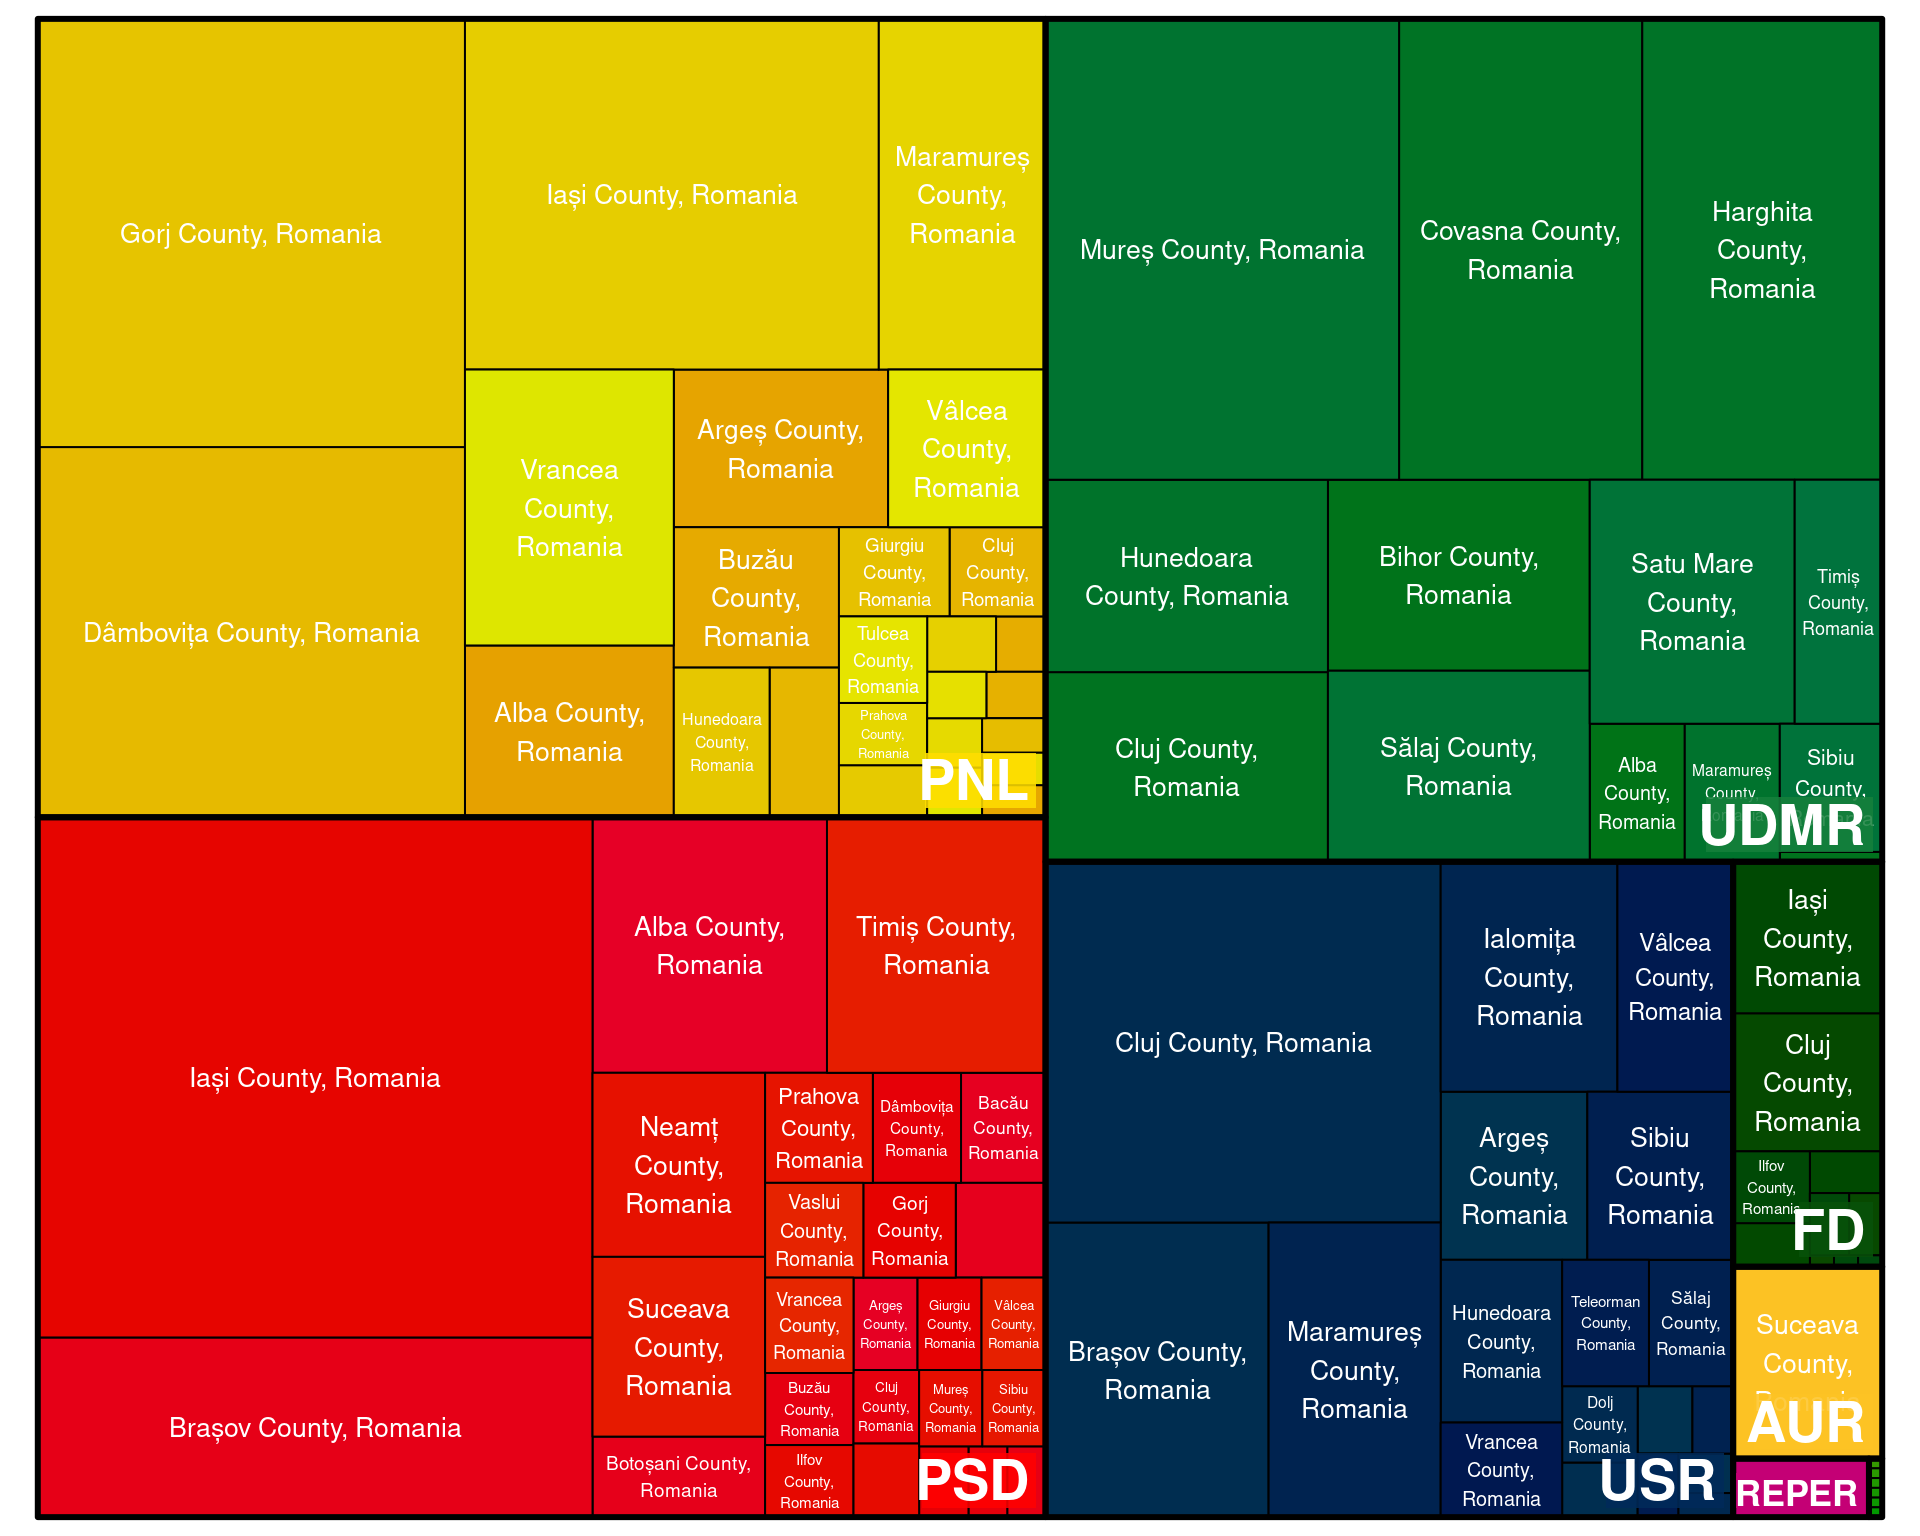 Gorj County, Romania
Iași County, Romania
Maramureș
County,
Romania
Dâmbovița County, Romania
Vrancea
County,
Romania
Argeș County,
Romania
Vâlcea
County,
Romania
Alba County,
Romania
Buzău
County,
Romania
Giurgiu
County,
Romania
Cluj
County,
Romania
Tulcea
County,
Romania
Hunedoara
County,
Romania
Prahova
County,
Romania
PNL
Mureș County, Romania
Covasna County,
Romania
Harghita
County,
Romania
Hunedoara
County, Romania
Bihor County,
Romania
Satu Mare
County,
Romania
Timiș
County,
Romania
Cluj County,
Romania
Sălaj County,
Romania
Alba
County,
Romania
Maramureș
County,
Sibiu
County,
UDMR
Iași County, Romania
Alba County,
Romania
Timiș County,
Romania
Brașov County, Romania
Neamț
County,
Romania
Prahova
County,
Romania
Dâmbovița
County,
Romania
Bacău
County,
Romania
Vaslui
County,
Romania
Gorj
County,
Romania
Suceava
County,
Romania
Vrancea
County,
Romania
Argeș
County,
Romania
Giurgiu
County,
Romania
Vâlcea
County,
Romania
Buzău
County,
Romania
Cluj
County,
Romania
Mureș
County,
Romania
Sibiu
County,
Romania
Botoșani County,
Romania
Ilfov
County,
Romania
PSD
Cluj County, Romania
Ialomița
County,
Romania
Vâlcea
County,
Romania
Argeș
County,
Romania
Sibiu
County,
Romania
Brașov County,
Romania
Maramureș
County,
Romania
Hunedoara
County,
Romania
Teleorman
County,
Romania
Sălaj
County,
Romania
Dolj
County,
Romania
Vrancea
County,
Romania
USR
Iași
County,
Romania
Cluj
County,
Romania
Ilfov
County,
Romania
FD
Suceava
County,
Romania
AUR
REPER